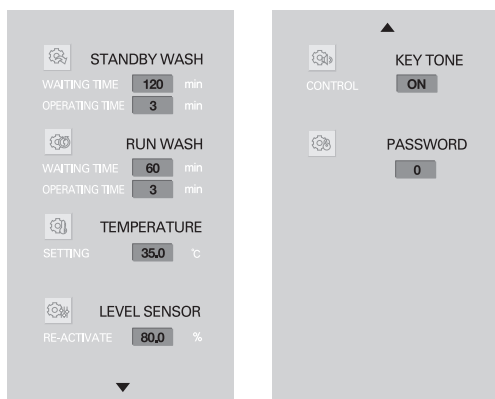 STANDBY WASH
WAITING TIME 120 min
OPERATING TIME 3 min
RUN WASH
WAITING TIME 60 min
OPERATING TIME 3 min
TEMPERATURE
SETTING 35.0 ℃
LEVEL SENSOR
RE-ACTIVATE 80.0 %
KEY TONE
CONTROL ON
PASSWORD
0